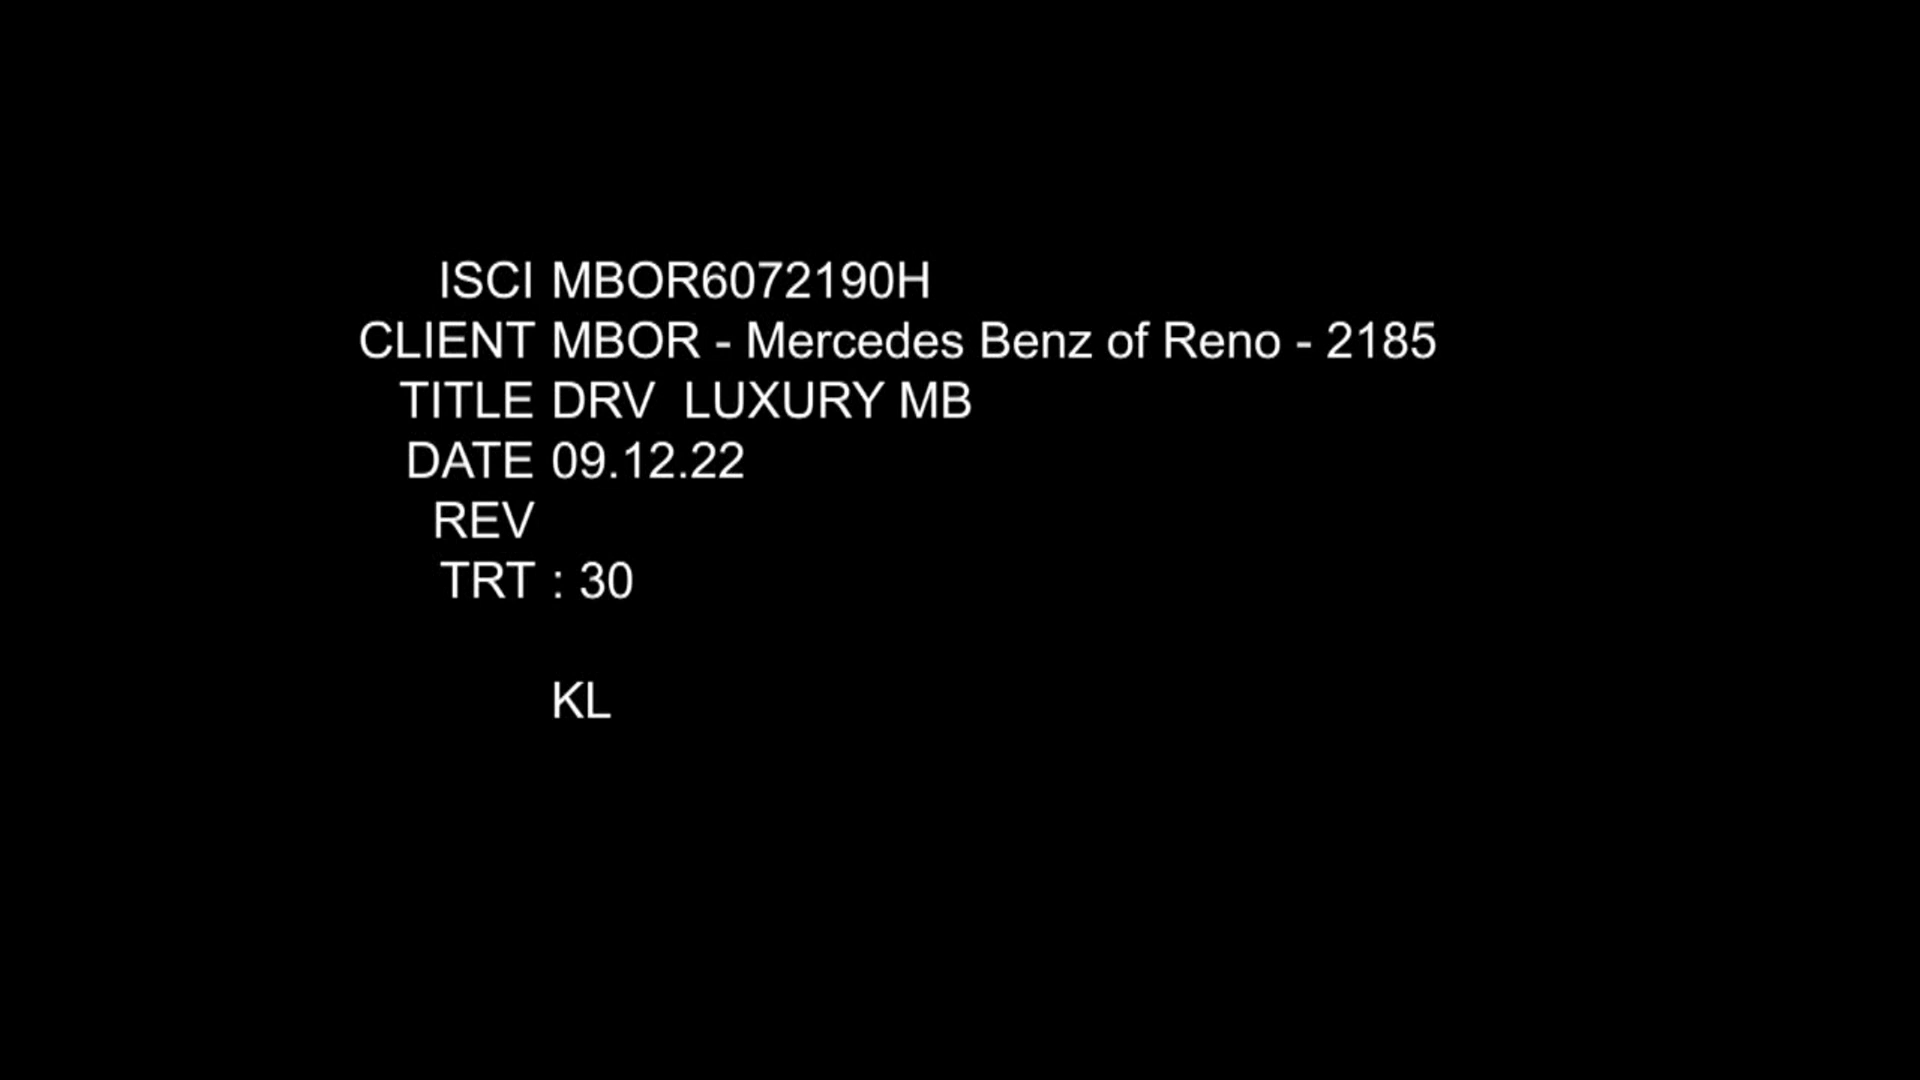 ISCI MBOR6072190H
CLIENT MBOR - Mercedes Benz of Reno - 2185
TITLE DRV  LUXURY MB
DATE 09.12.22
REV
TRT : 30
KL